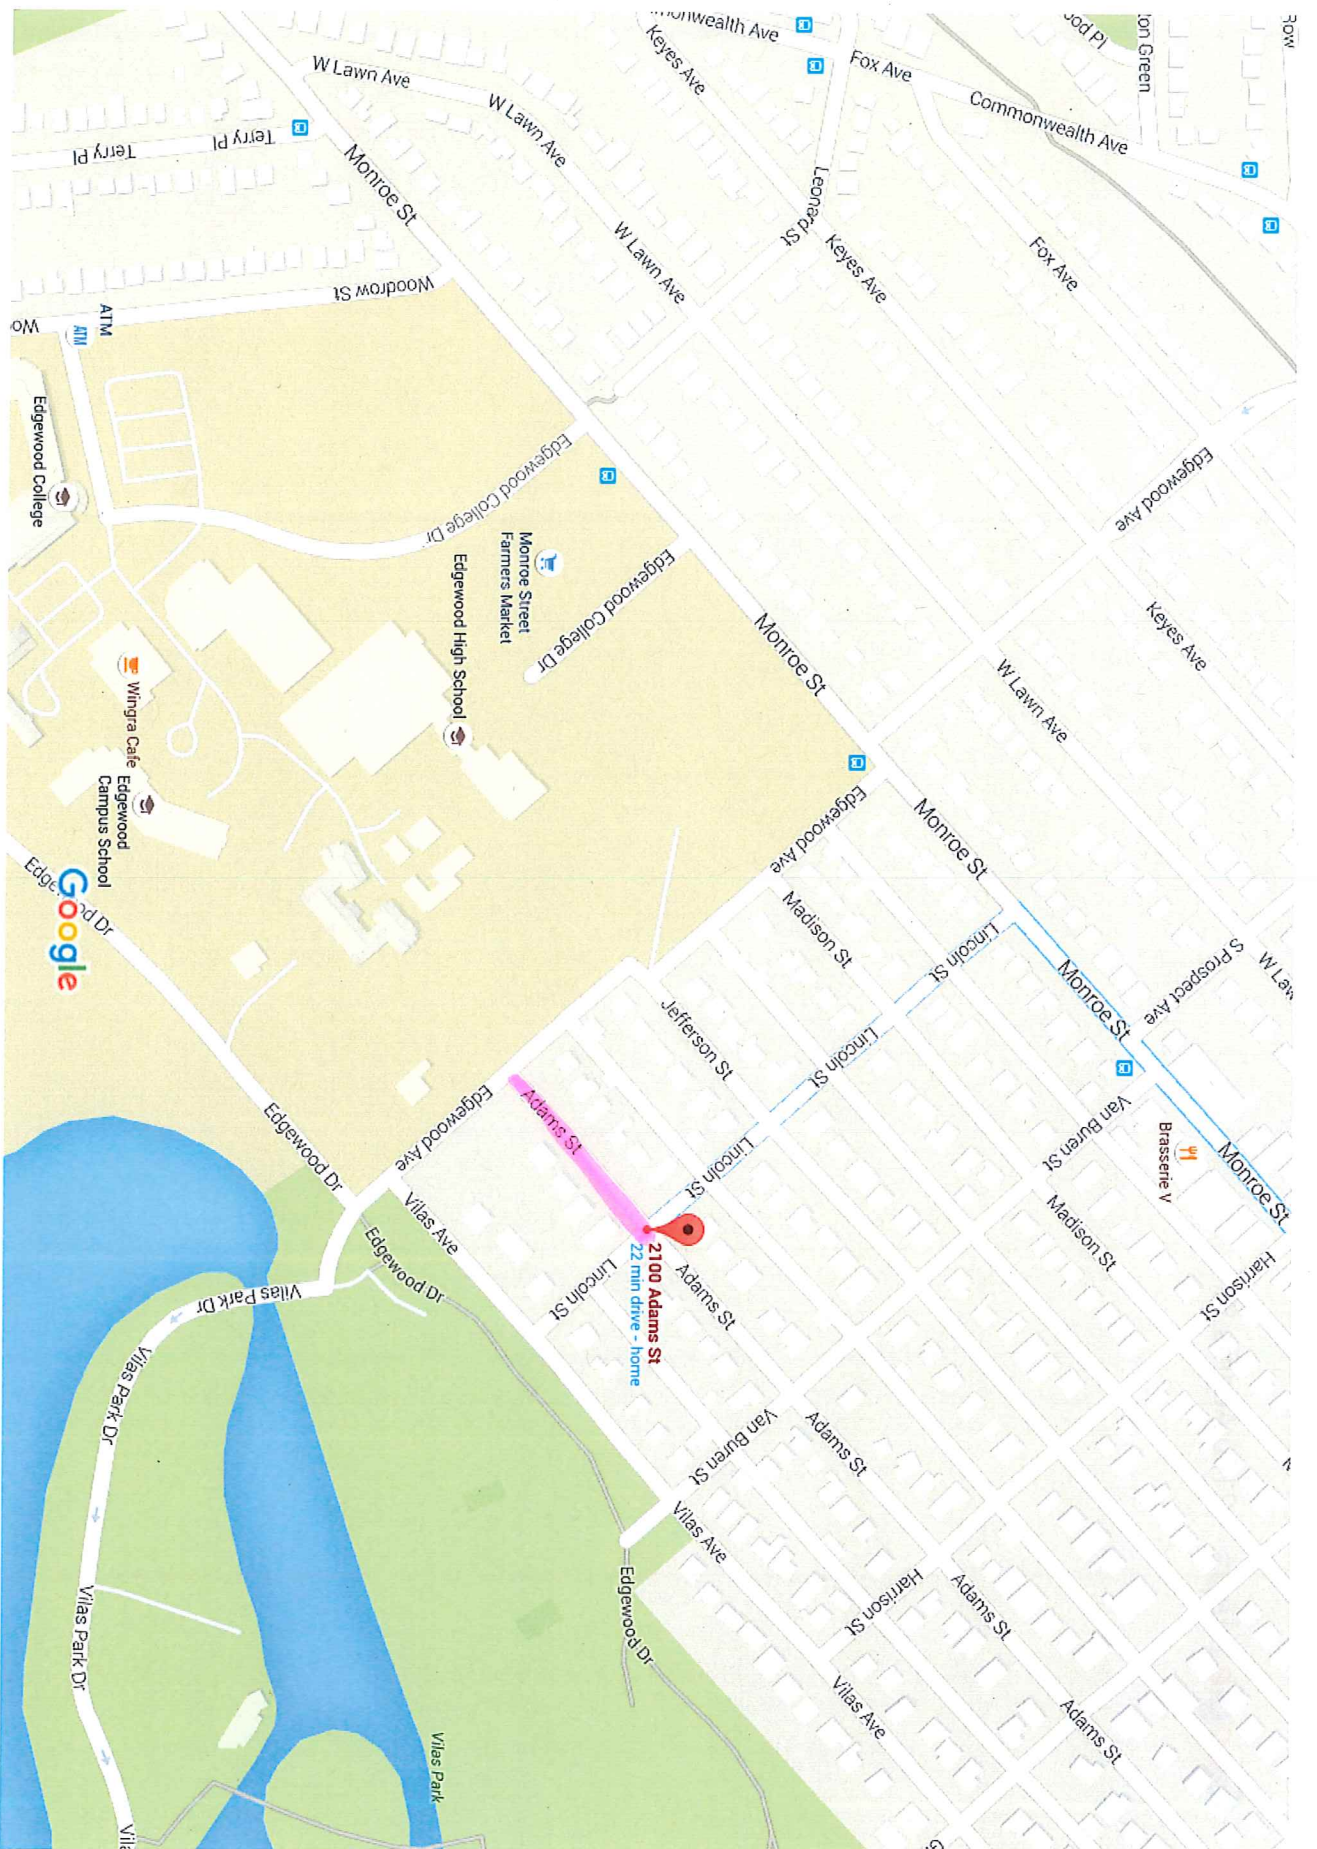 Commonwealth Ave
Fox Ave
Commonwealth Ave
Keyes Ave
W Lawn Ave
W Lawn Ave
Terry Pl
Terry Pl
Monroe St
Leonard St
Keyes Ave
Fox Ave
W Lawn Ave
Woodrow St
ATM
ATM
Edgewood College
Edgewood College Dr
Edgewood Ave
Monroe Street
Farmers Market
Edgewood College Dr
Edgewood High School
Monroe St
Keyes Ave
W Lawn Ave
Wingra Cafe
Edgewood
Campus School
Edgewood Ave
Monroe St
Madison St
Lincoln St
Monroe St
S Prospect Ave
Google
Jefferson St
Lincoln St
Lincoln St
Van Buren St
Brasserie V
Monroe St
Madison St
Harrison St
Adams St
Edgewood Ave
Edgewood Dr
Vilas Ave
2100 Adams St
22 min drive - home
Adams St
Lincoln St
Edgewood Dr
Vilas Park Dr
Vilas Park Dr
Van Buren St
Adams St
Vilas Ave
Harrison St
Adams St
Edgewood Dr
Vilas Park Dr
Vilas Ave
Adams St
Vilas Park